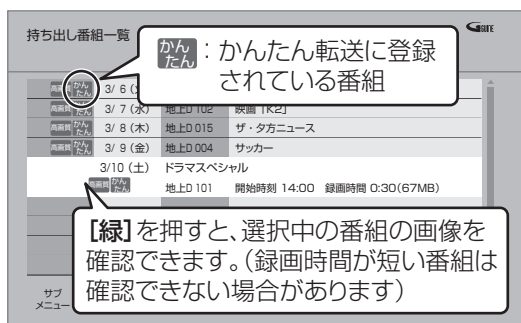 持ち出し番組一覧
GGUIDE
かんたん：かんたん転送に登録
されている番組
高画質 かんたん 3/ 6
高画質 かんたん 3/ 7 (水) 地上D 102 映画「K2」
高画質 かんたん 3/ 8 (木) 地上D 015 ザ・夕方ニュース
高画質 かんたん 3/ 9 (金) 地上D 004 サッカー
3/10 (土) ドラマスペシャル
高画質 かんたん 地上D 101 開始時刻 14:00 録画時間 0:30(67MB)
[緑]を押すと、選択中の番組の画像を
確認できます。(録画時間が短い番組は
確認できない場合があります)
サブ
メニュー